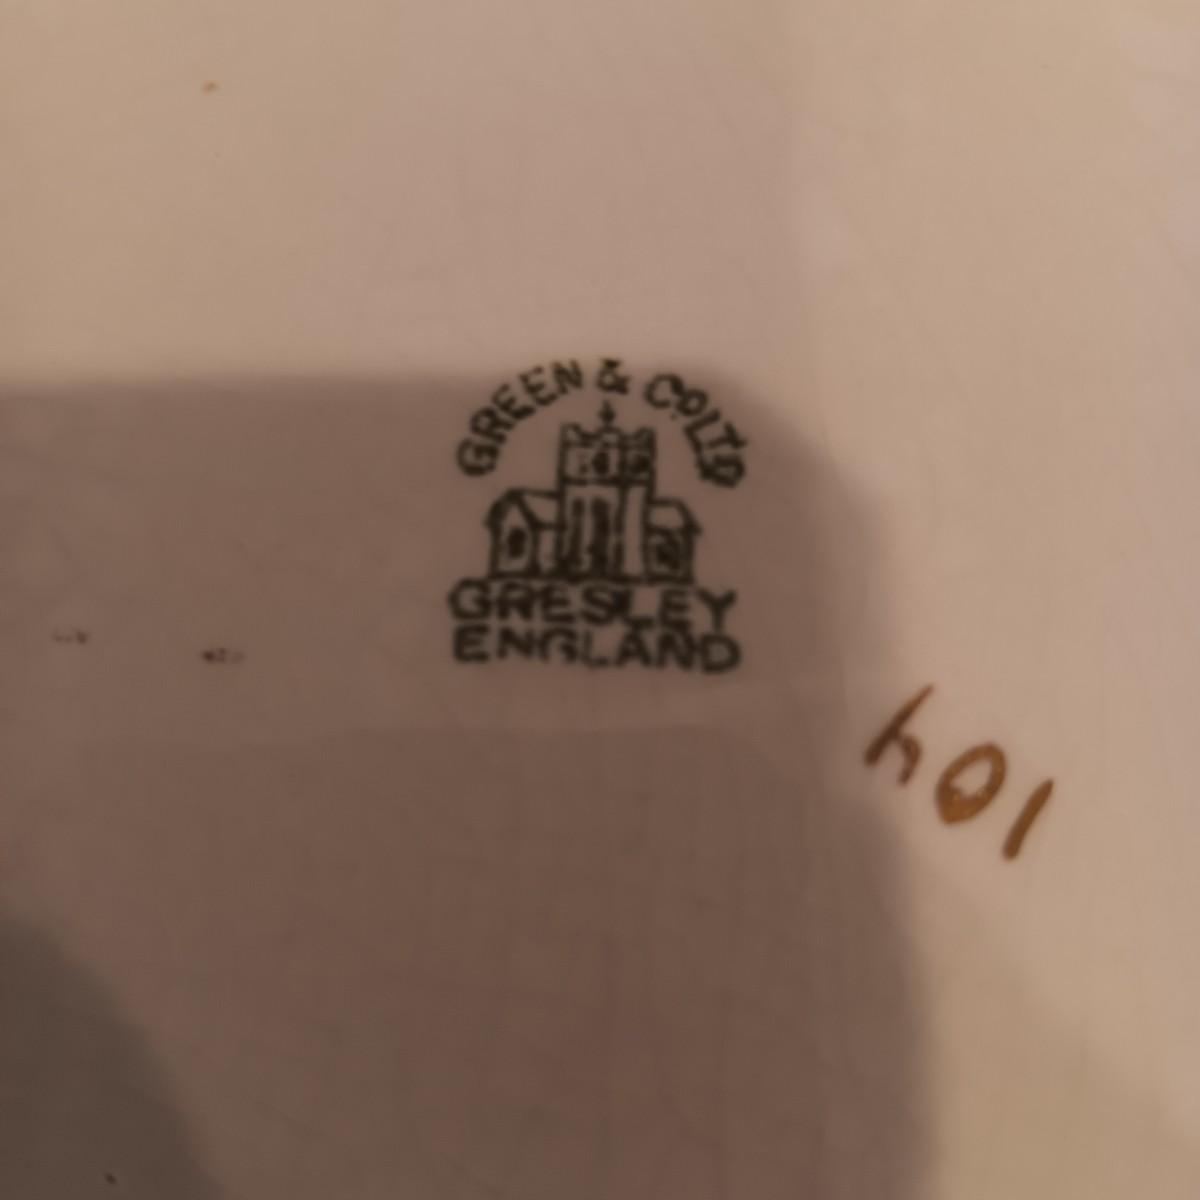 GREEN & Co LTD
GRESLEY
ENGLAND
104